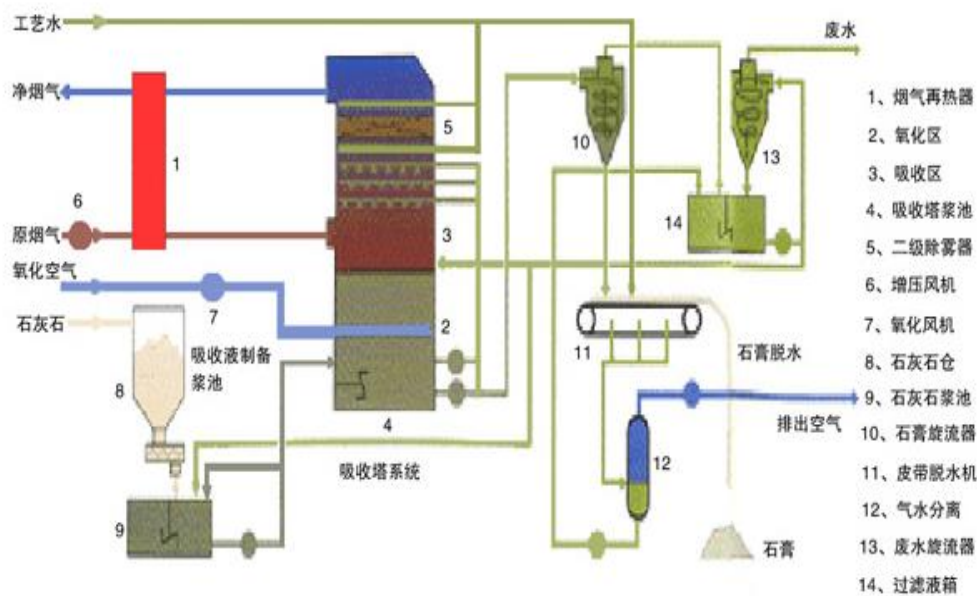 工艺水
废水
净烟气
原烟气
氧化空气
石灰石
吸收液制备
浆池
吸收塔系统
石膏脱水
排出空气
石膏
1
2
3
4
5
6
7
8
9
10
11
12
13
14
1、烟气再热器
2、氧化区
3、吸收区
4、吸收塔浆池
5、二级除雾器
6、增压风机
7、氧化风机
8、石灰石仓
9、石灰石浆池
10、石膏旋流器
11、皮带脱水机
12、气水分离
13、废水旋流器
14、过滤液箱